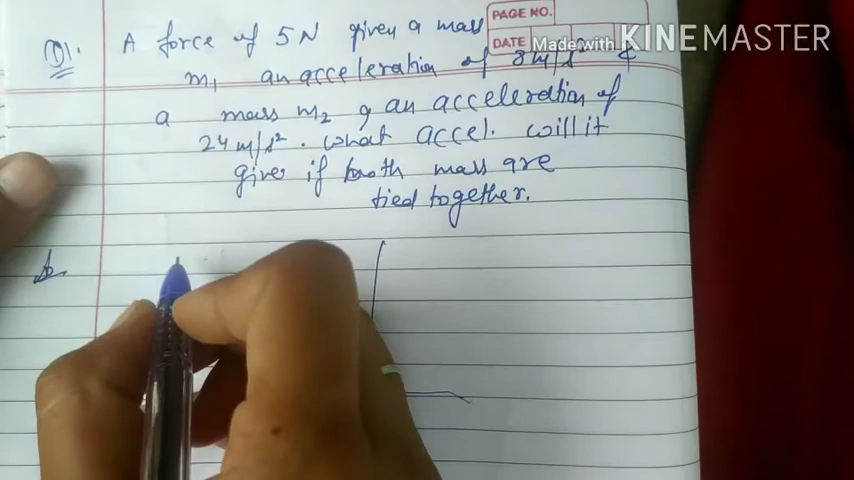 PAGE NO.
DATE
Made with KINEMASTER
Q1. A force of 5N given a mass
m1 an acceleration of 8m/s² &
a mass m2 g an acceleration of
24 m/s². what accel. will it
give if both mass are
tied together.